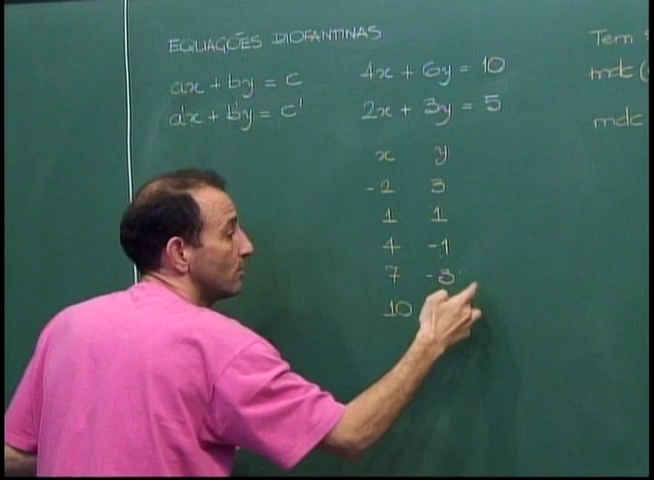 EQUAÇÕES DIOFANTINAS
ax + by = c
a'x + b'y = c'
4x + 6y = 10
2x + 3y = 5
x y
-2 3
1 1
4 -1
7 -3
10
Tem
mdc (
mdc